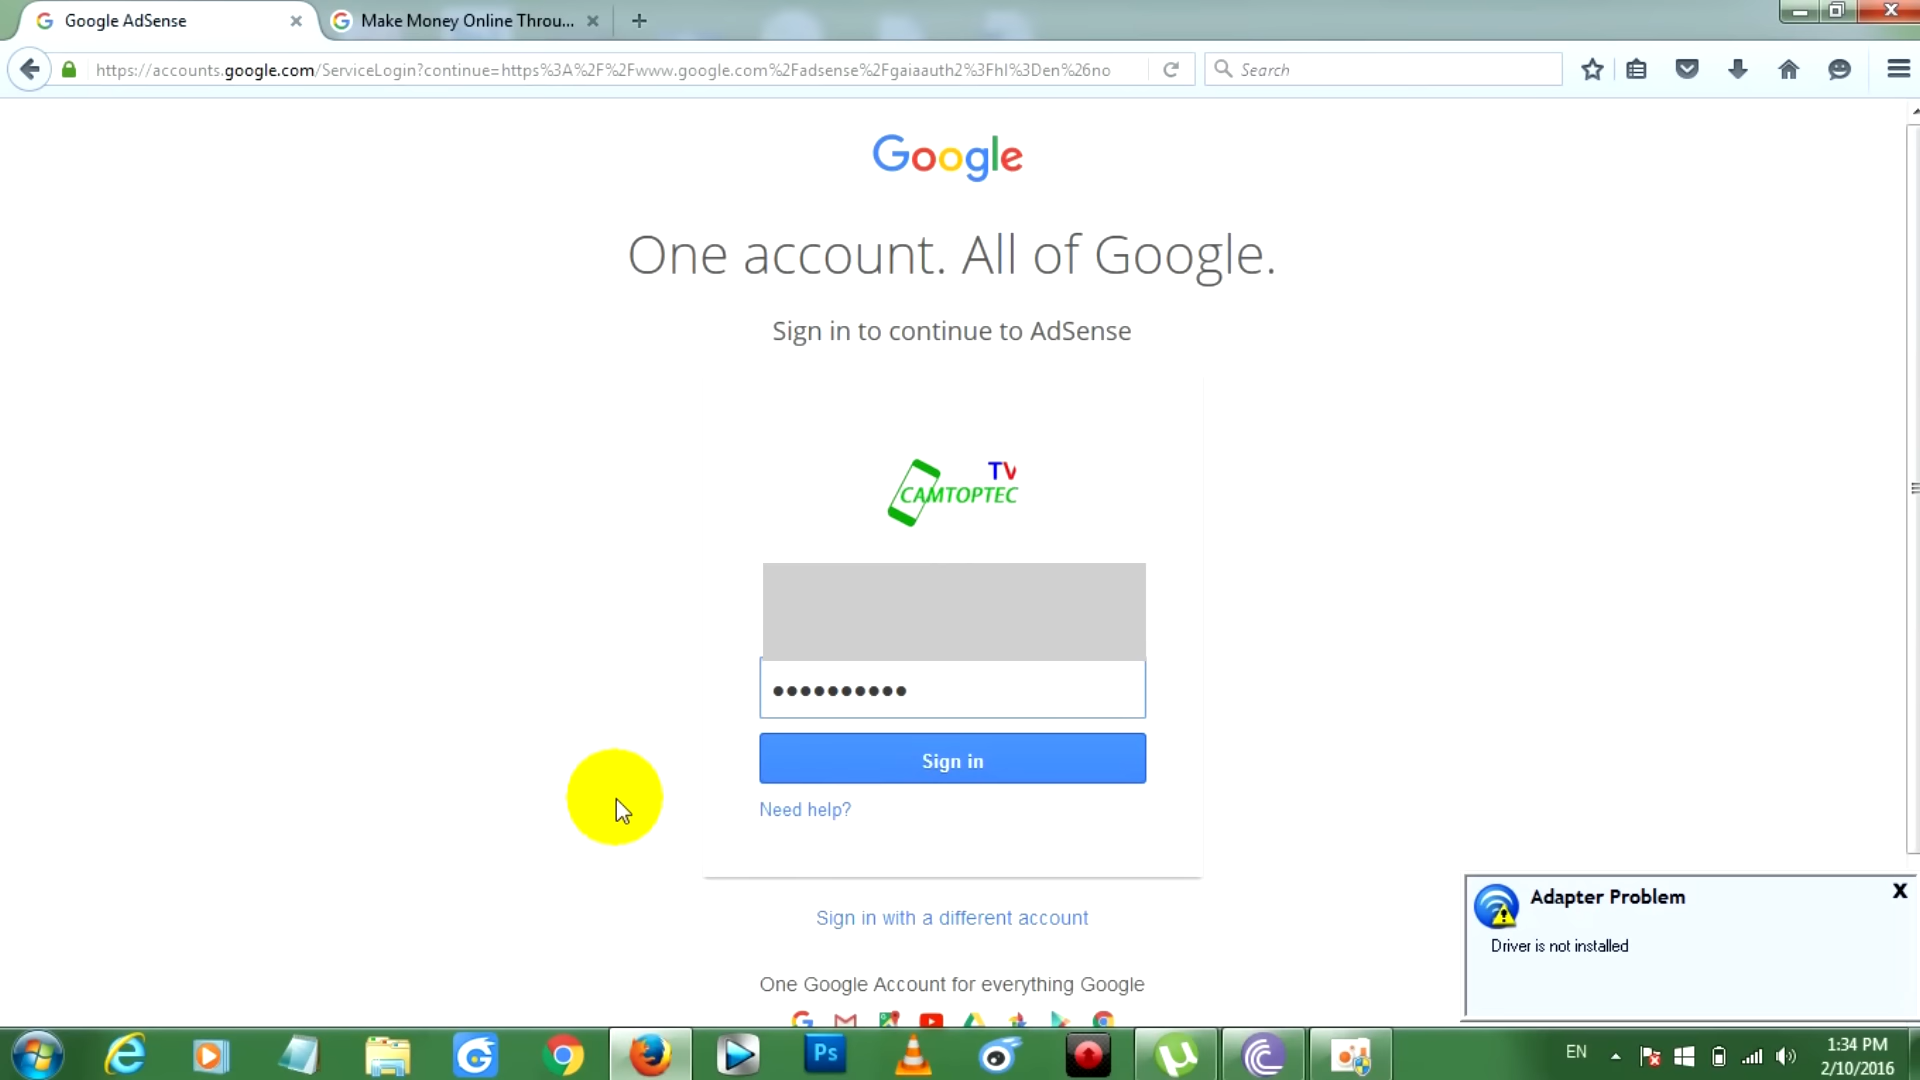 Google AdSense
Make Money Online Throu...
https://accounts.google.com/ServiceLogin?continue=https%3A%2F%2Fwww.google.com%2Fadsense%2Fgaiaauth2%3Fhl%3Den%26no
Search
Google
One account. All of Google.
Sign in to continue to AdSense
TV
CAMTOPTEC
Sign in
Need help?
Adapter Problem
X
Driver is not installed
Sign in with a different account
One Google Account for everything Google
Ps
EN
1:34 PM
2/10/2016